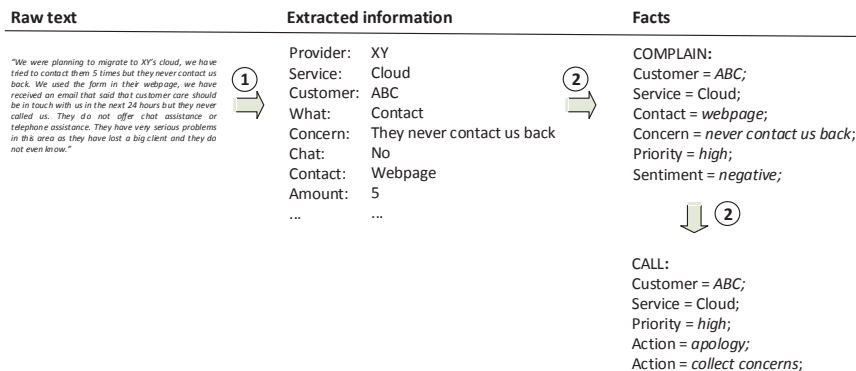 Raw text
Extracted information
Facts
“We were planning to migrate to XY’s cloud, we have
tried to contact them 5 times but they never contact us
back. We used the form in their webpage, we have
received an email that said that customer care should
be in touch with us in the next 24 hours but they never
called us. They do not offer chat assistance or
telephone assistance. They have very serious problems
in this area as they have lost a big client and they do
not even know.”
1
Provider: XY
Service: Cloud
Customer: ABC
What: Contact
Concern: They never contact us back
Chat: No
Contact: Webpage
Amount: 5
... ...
2
COMPLAIN:
Customer = ABC;
Service = Cloud;
Contact = webpage;
Concern = never contact us back;
Priority = high;
Sentiment = negative;
2
CALL:
Customer = ABC;
Service = Cloud;
Priority = high;
Action = apology;
Action = collect concerns;